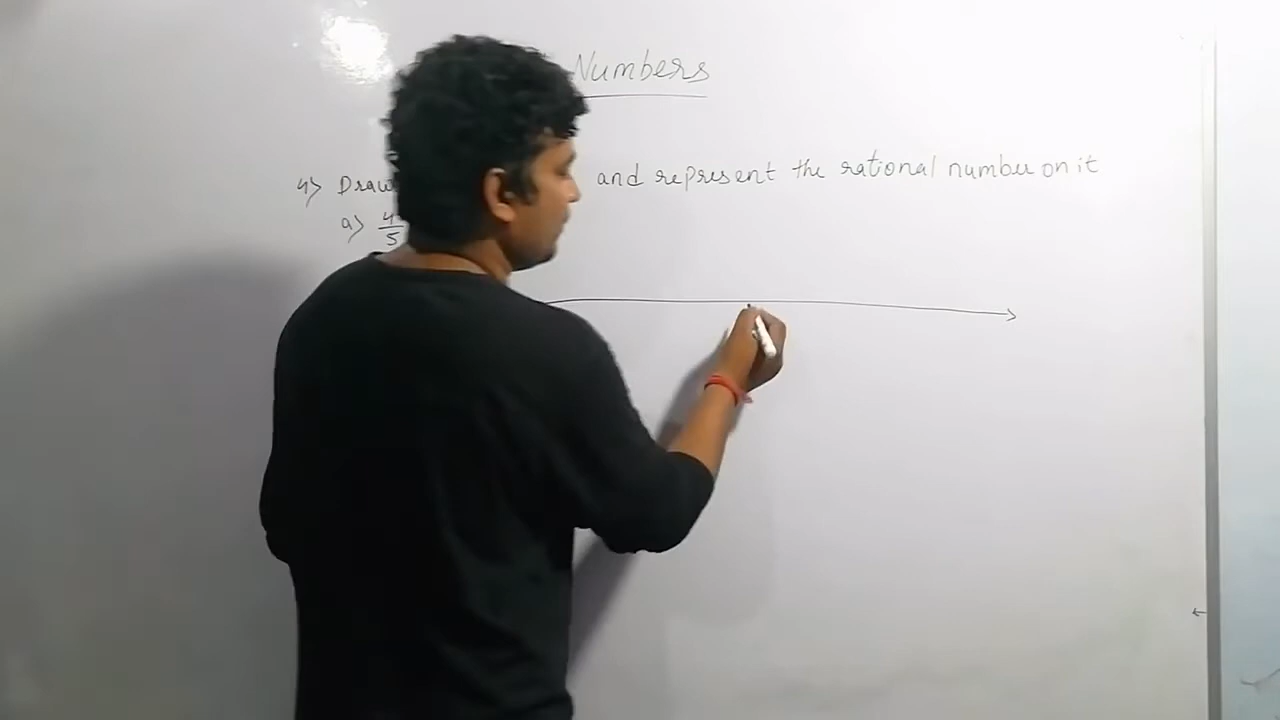 Numbers
4) Draw and represent the rational number on it
a) 4/5